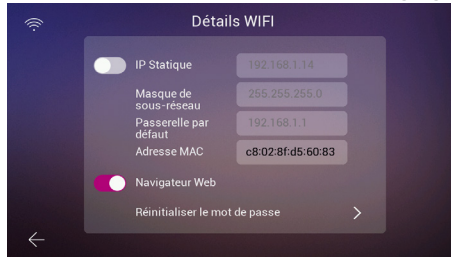 Détails WIFI
IP Statique 192.168.1.14
Masque de
sous-réseau 255.255.255.0
Passerelle par
défaut 192.168.1.1
Adresse MAC c8:02:8f:d5:60:83
Navigateur Web
Réinitialiser le mot de passe